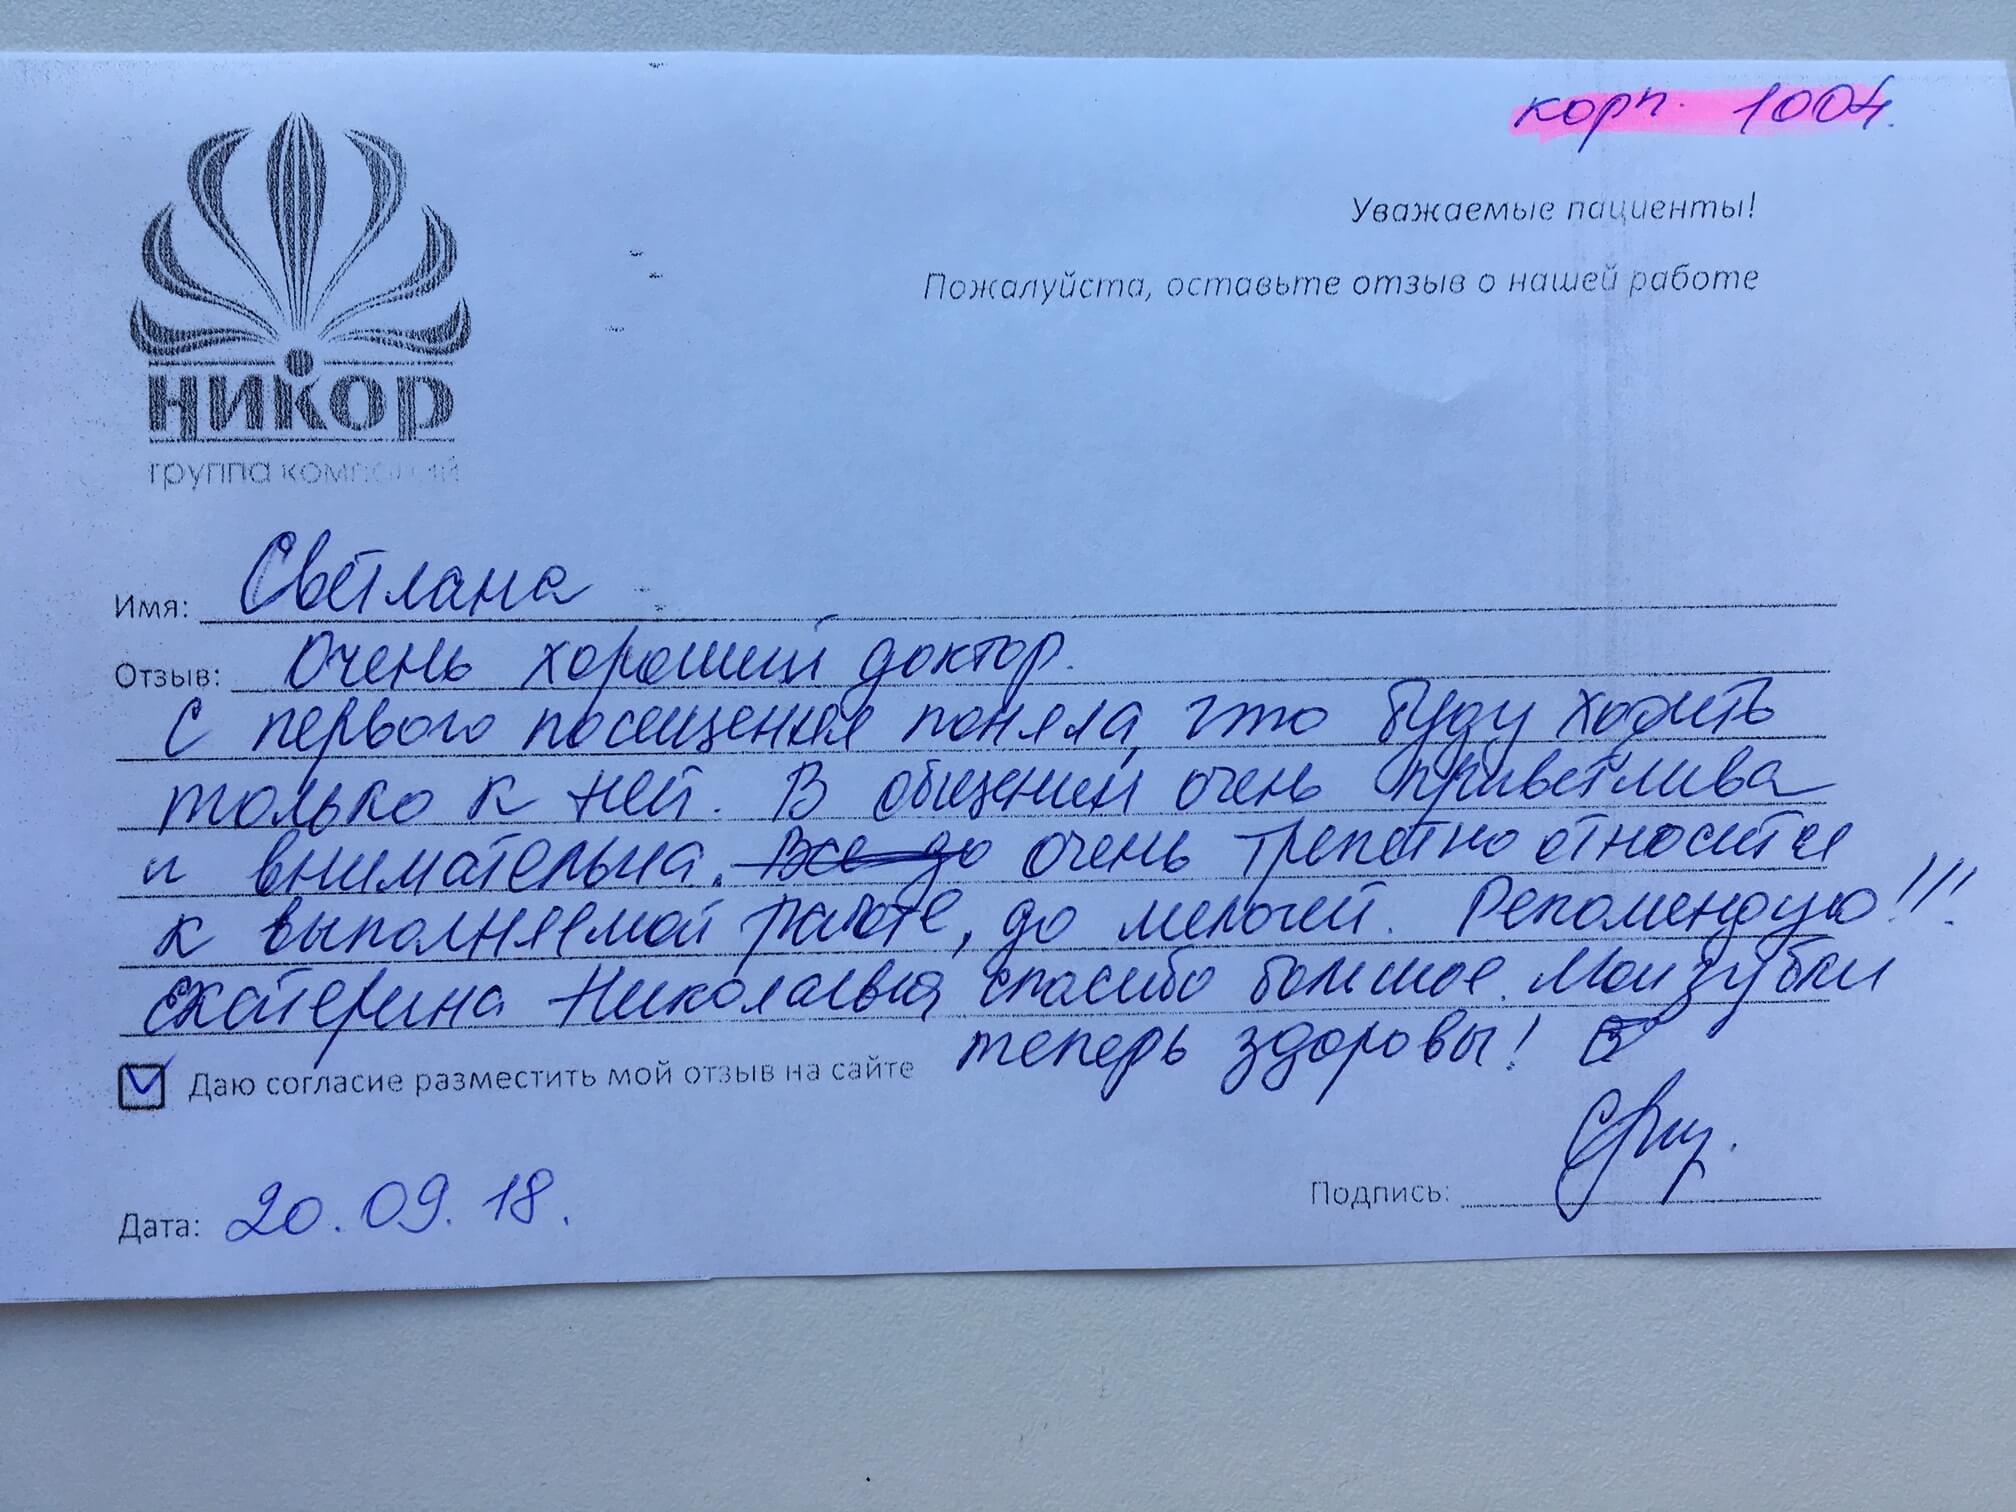 корп. 1004.
Уважаемые пациенты!
Пожалуйста, оставьте отзыв о нашей работе
НИКОР
группа компаний
Имя: Светлана
Отзыв: Очень хороший доктор.
С первого посещения поняла, что буду ходить
только к ней. В общении очень приветлива
и внимательна. Все до очень трепетно относится
к выполняемой работе, до мелочей. Рекомендую!!!
Екатерина Николаевна спасибо большое. Мои зубки
теперь здоровы!
Даю согласие разместить мой отзыв на сайте
Подпись:
Дата: 20.09.18.